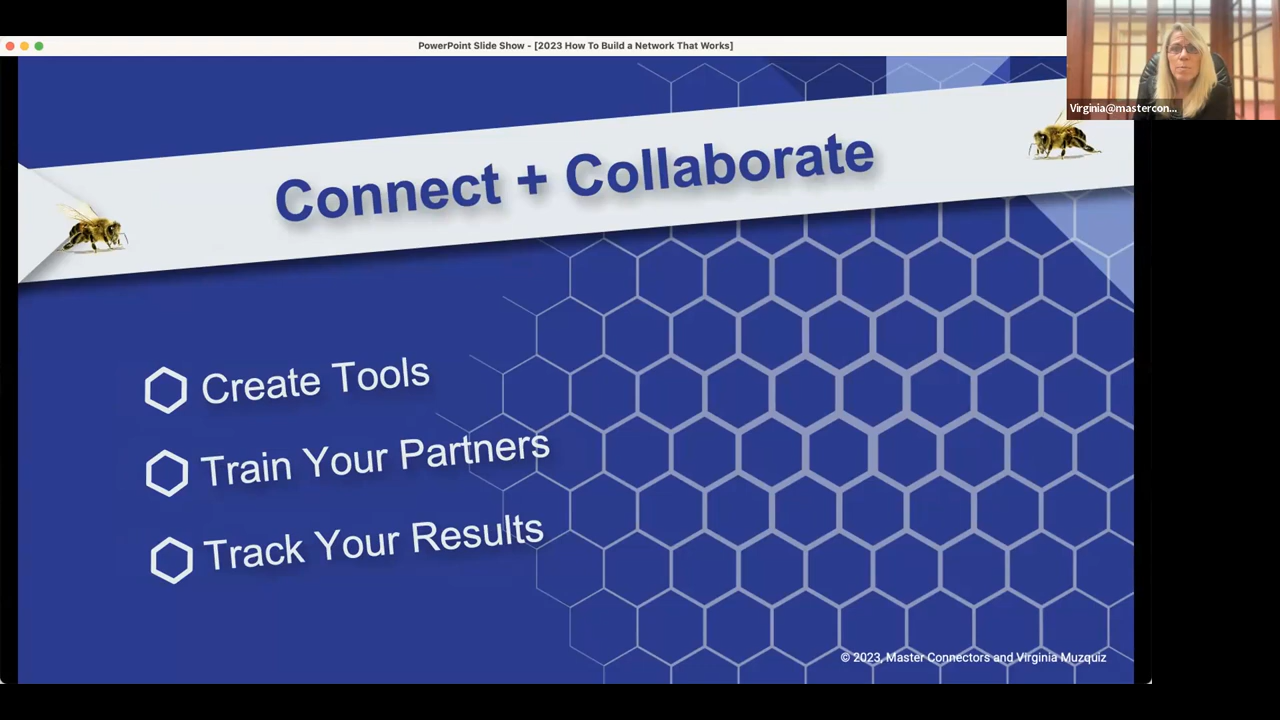 PowerPoint Slide Show - [2023 How To Build a Network That Works]
Virginia@mastercon...
Connect + Collaborate
Create Tools
Train Your Partners
Track Your Results
© 2023, Master Connectors and Virginia Muzquiz